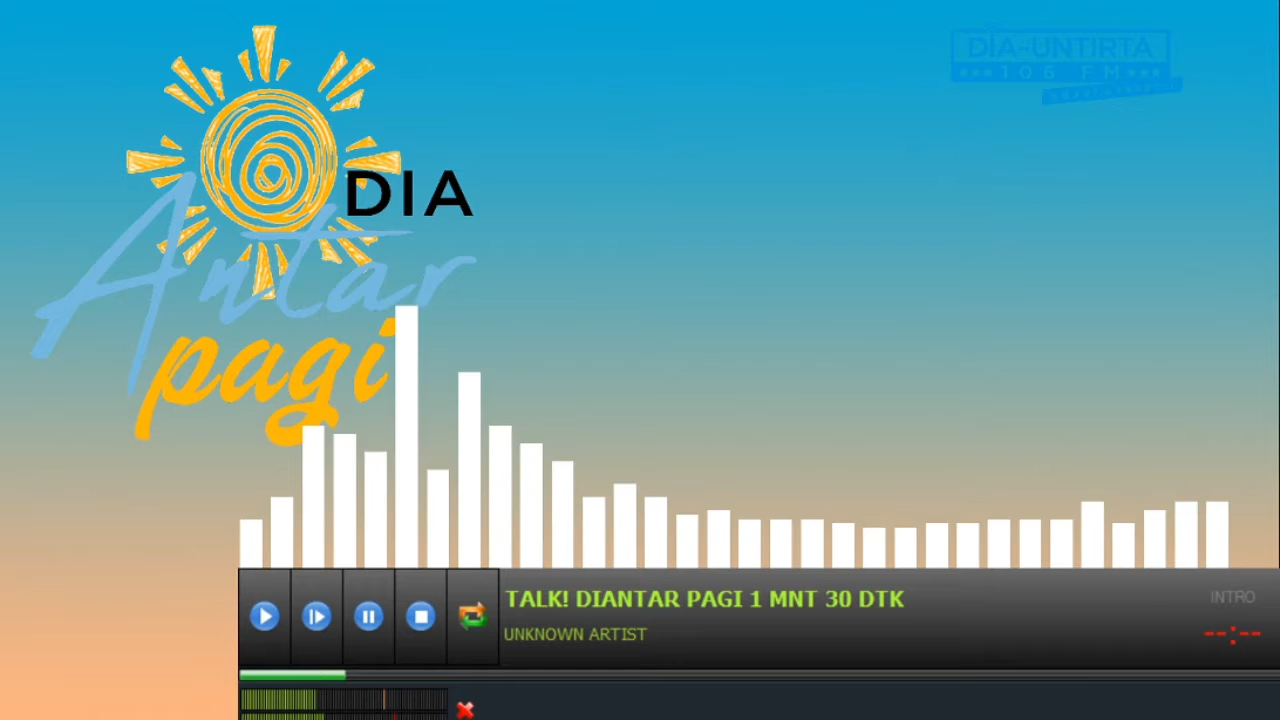 DIA-UNTIRTA
106 FM
DIA
Antar
pagi
TALK! DIANTAR PAGI 1 MNT 30 DTK
INTRO
UNKNOWN ARTIST
--:--